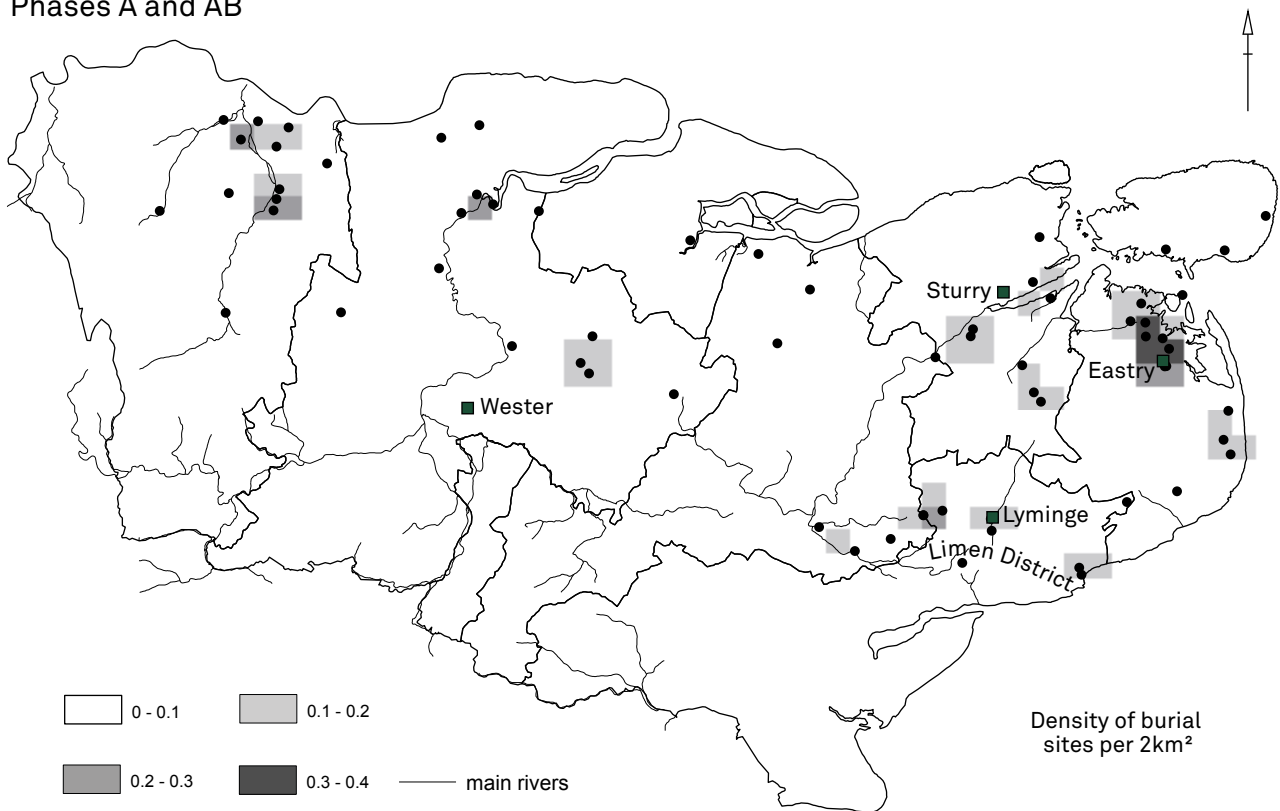 Phases A and AB
Sturry
Eastry
Wester
Lyminge
Limen District
0 - 0.1
0.1 - 0.2
0.2 - 0.3
0.3 - 0.4
main rivers
Density of burial
sites per 2km²